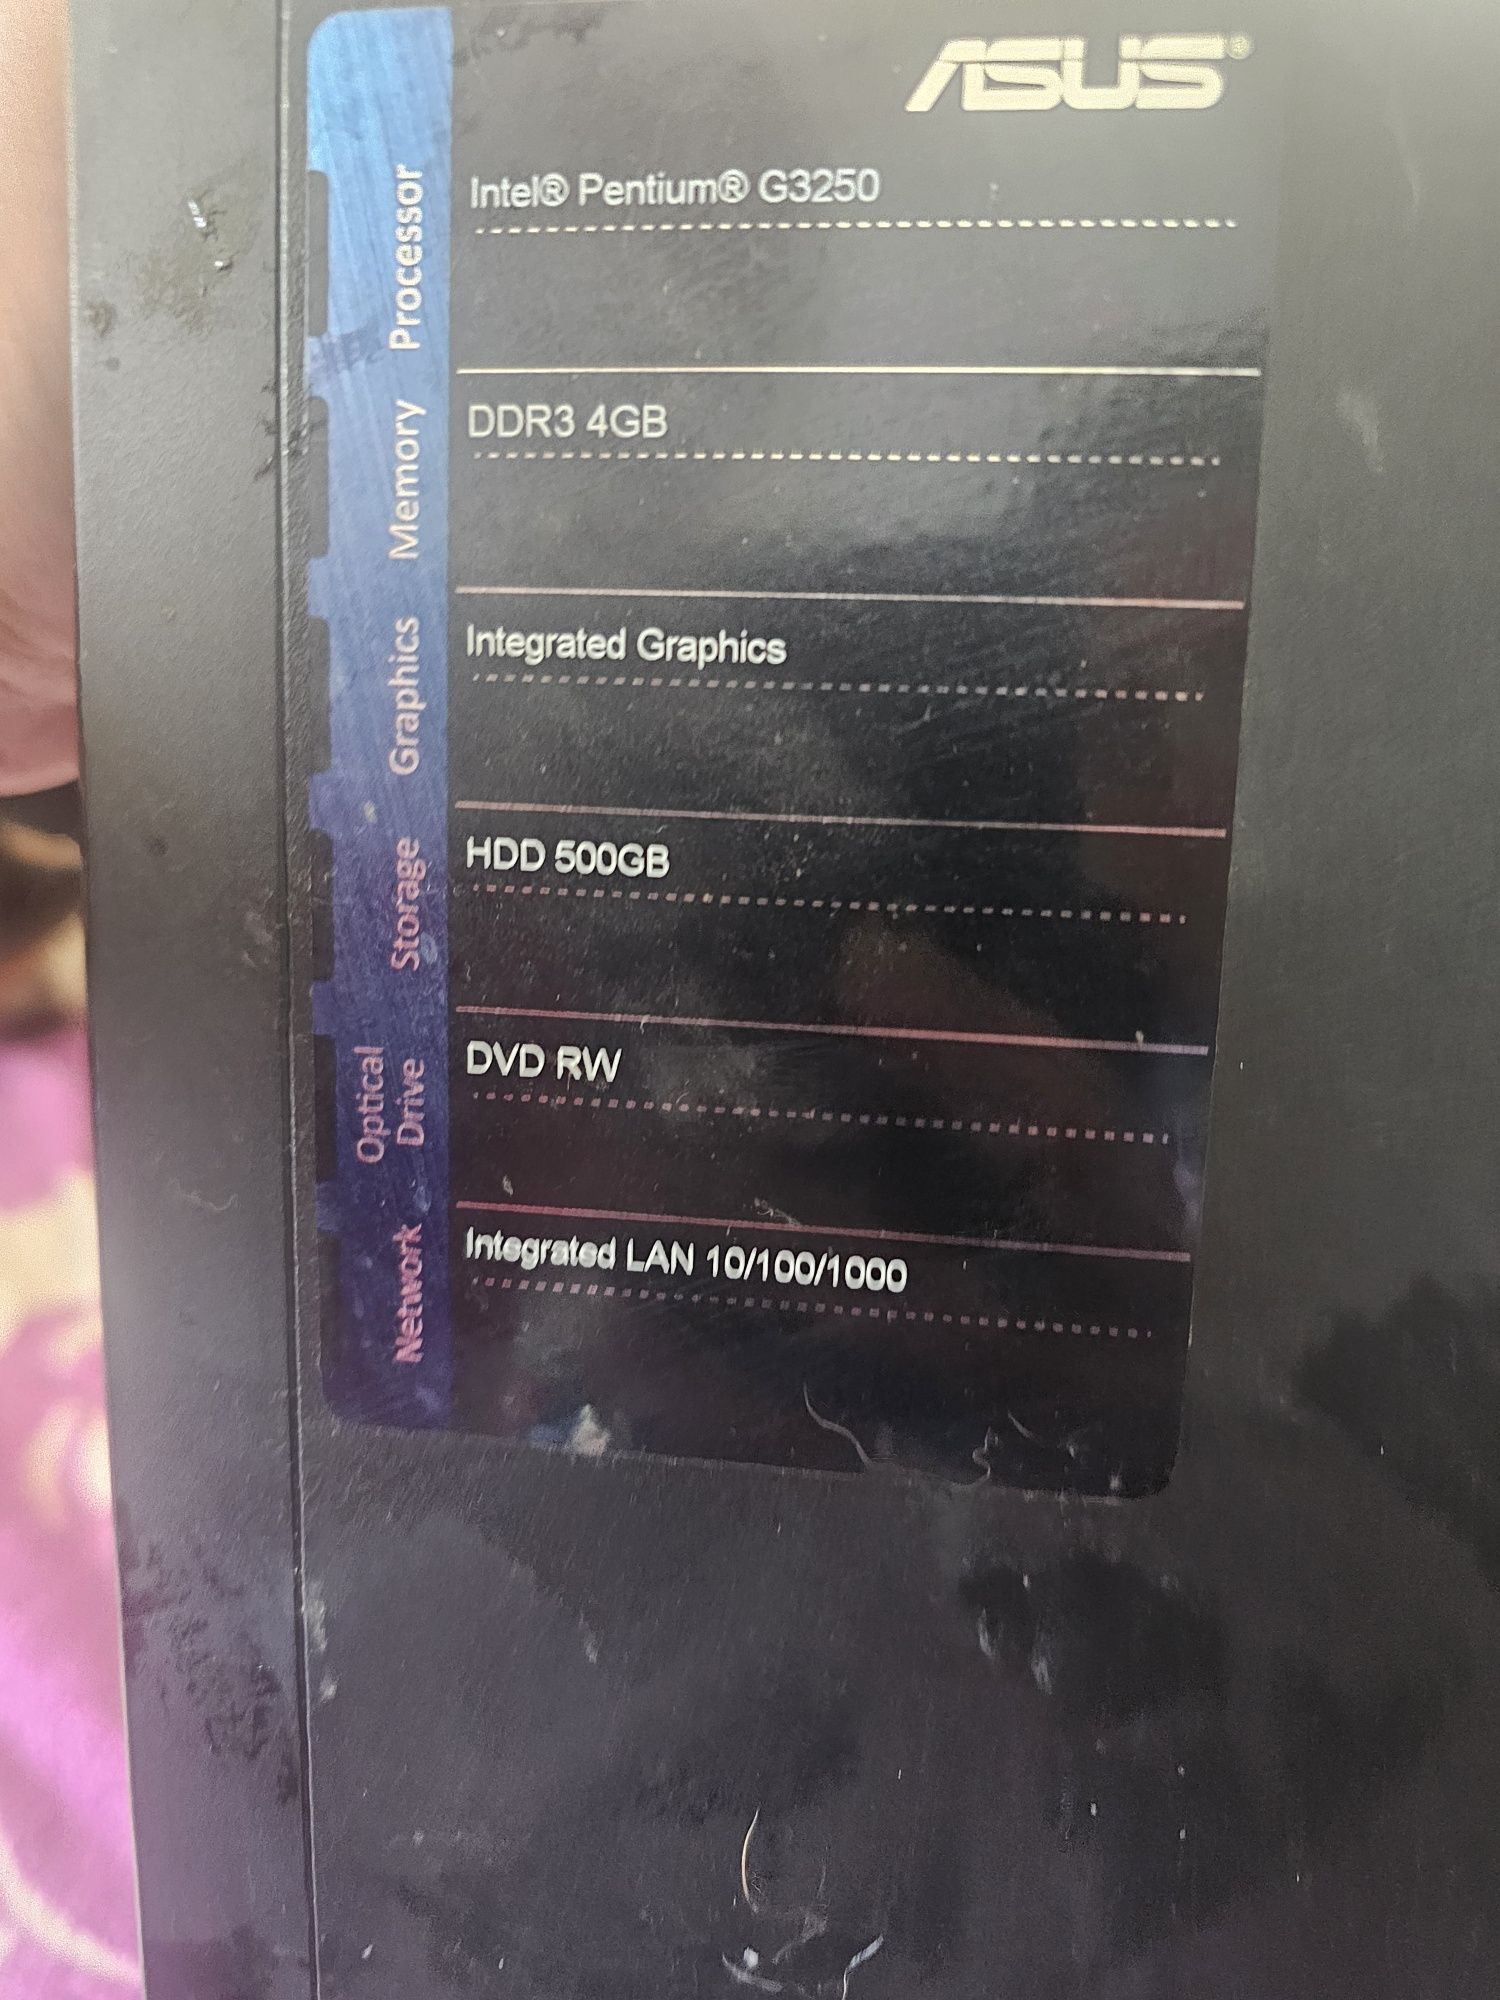 ASUS®
Processor
Intel® Pentium® G3250
Memory
DDR3 4GB
Graphics
Integrated Graphics
Storage
HDD 500GB
Optical
Drive
DVD RW
Network
Integrated LAN 10/100/1000